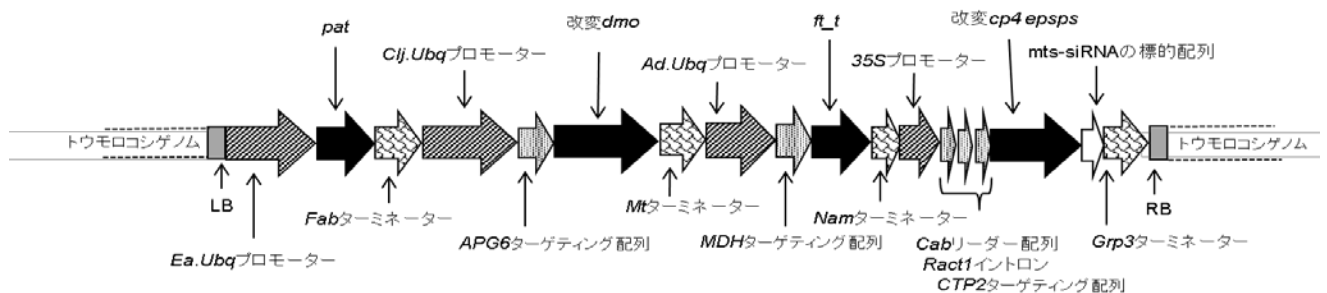 pat
Clj.Ubqプロモーター
改変dmo
Ad.Ubqプロモーター
ft_t
35Sプロモーター
改変cp4 epsps
mts-siRNAの標的配列
トウモロコシゲノム
トウモロコシゲノム
LB
Ea.Ubqプロモーター
Fabターミネーター
APG6ターゲティング配列
Mtターミネーター
MDHターゲティング配列
Namターミネーター
Cabリーダー配列
Ract1イントロン
CTP2ターゲティング配列
Grp3ターミネーター
RB